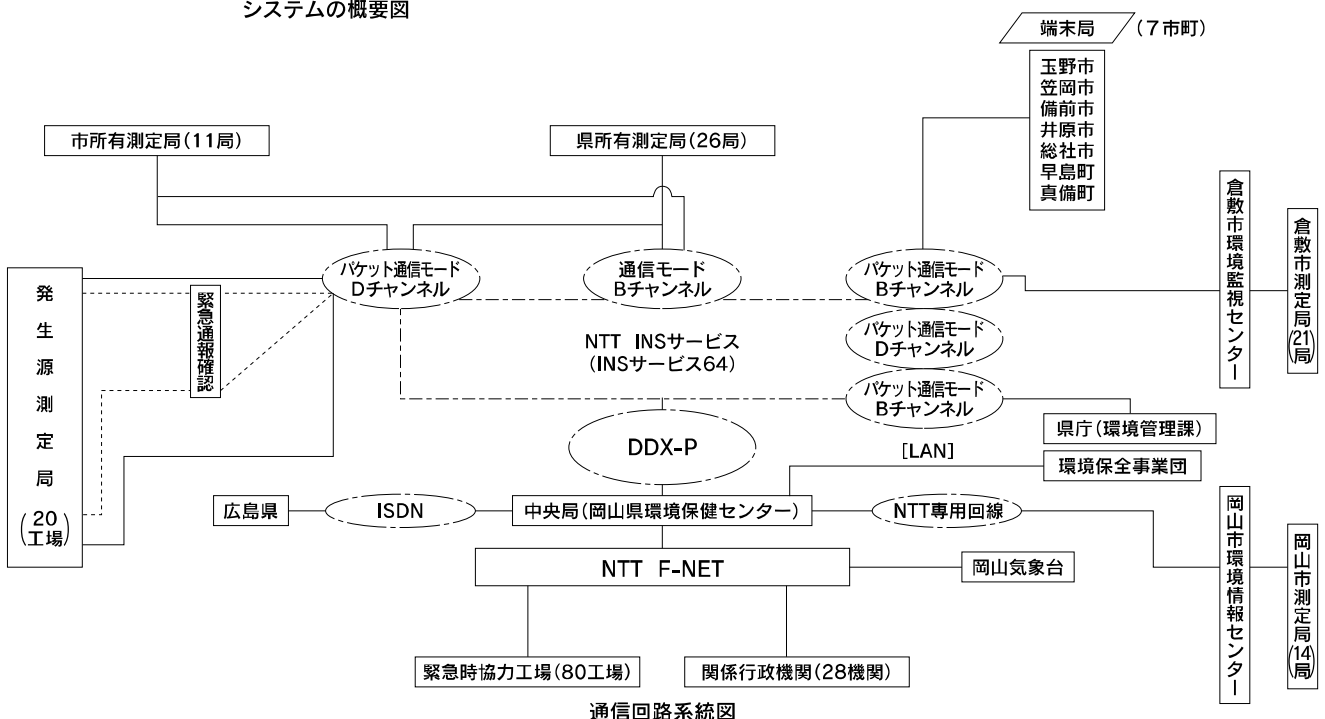 システムの概要図
端末局 (7市町)
玉野市
笠岡市
備前市
井原市
総社市
早島町
真備町
市所有測定局(11局)
県所有測定局(26局)
倉敷市環境監視センター
倉敷市測定局(21局)
発生源測定局(20工場)
緊急通報確認
パケット通信モード
Dチャンネル
通信モード
Bチャンネル
パケット通信モード
Bチャンネル
NTT INSサービス
(INSサービス64)
パケット通信モード
Dチャンネル
パケット通信モード
Bチャンネル
県庁(環境管理課)
DDX-P
[LAN]
環境保全事業団
広島県
ISDN
中央局(岡山県環境保健センター)
NTT専用回線
岡山市環境情報センター
岡山市測定局(14局)
NTT F-NET
岡山気象台
緊急時協力工場(80工場)
関係行政機関(28機関)
通信回路系統図